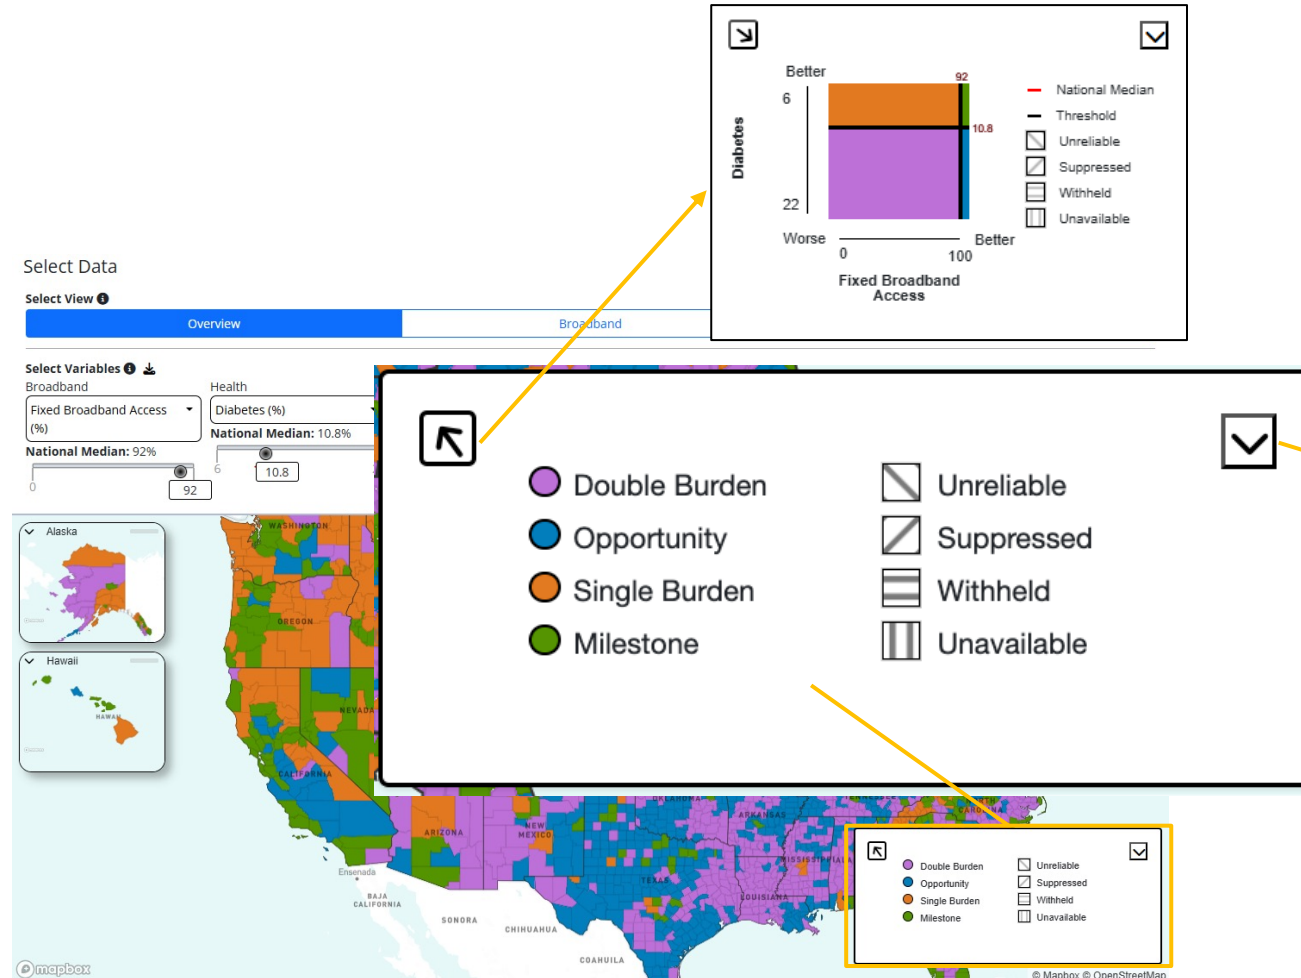 Better
92
6
National Median
Threshold
10.8
Unreliable
Diabetes
Suppressed
Withheld
22
Unavailable
Worse
Better
0
100
Fixed Broadband
Access
Select Data
Select View
Overview
Broadband
Select Variables
Broadband
Health
Fixed Broadband Access
(%)
Diabetes (%)
National Median: 92%
National Median: 10.8%
0
92
6
10.8
Double Burden
Unreliable
Opportunity
Suppressed
Single Burden
Withheld
Milestone
Unavailable
Alaska
Hawaii
HAWAII
WASHINGTON
OREGON
NEVADA
CALIFORNIA
ARIZONA
NEW
MEXICO
OKLAHOMA
ARKANSAS
TENNESSEE
NORTH
CAROLINA
MISSISSIPPI
TEXAS
LOUISIANA
Ensenada
BAJA
CALIFORNIA
SONORA
CHIHUAHUA
COAHUILA
Double Burden
Unreliable
Opportunity
Suppressed
Single Burden
Withheld
Milestone
Unavailable
mapbox
© Mapbox © OpenStreetMap